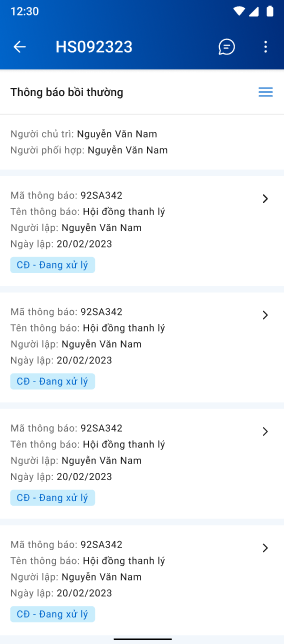 12:30
HS092323
Thông báo bồi thường
Người chủ trì: Nguyễn Văn Nam
Người phối hợp: Nguyễn Văn Nam
Mã thông báo: 92SA342
Tên thông báo: Hội đồng thanh lý
Người lập: Nguyễn Văn Nam
Ngày lập: 20/02/2023
CĐ - Đang xử lý
Mã thông báo: 92SA342
Tên thông báo: Hội đồng thanh lý
Người lập: Nguyễn Văn Nam
Ngày lập: 20/02/2023
CĐ - Đang xử lý
Mã thông báo: 92SA342
Tên thông báo: Hội đồng thanh lý
Người lập: Nguyễn Văn Nam
Ngày lập: 20/02/2023
CĐ - Đang xử lý
Mã thông báo: 92SA342
Tên thông báo: Hội đồng thanh lý
Người lập: Nguyễn Văn Nam
Ngày lập: 20/02/2023
CĐ - Đang xử lý